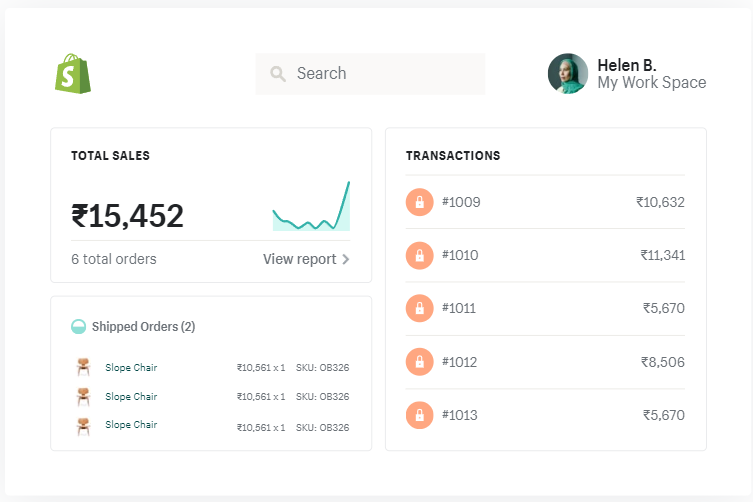 S
Search
Helen B.
My Work Space
TOTAL SALES
₹15,452
6 total orders
View report
Shipped Orders (2)
Slope Chair ₹10,561 x 1 SKU: OB326
Slope Chair ₹10,561 x 1 SKU: OB326
Slope Chair ₹10,561 x 1 SKU: OB326
TRANSACTIONS
#1009 ₹10,632
#1010 ₹11,341
#1011 ₹5,670
#1012 ₹8,506
#1013 ₹5,670